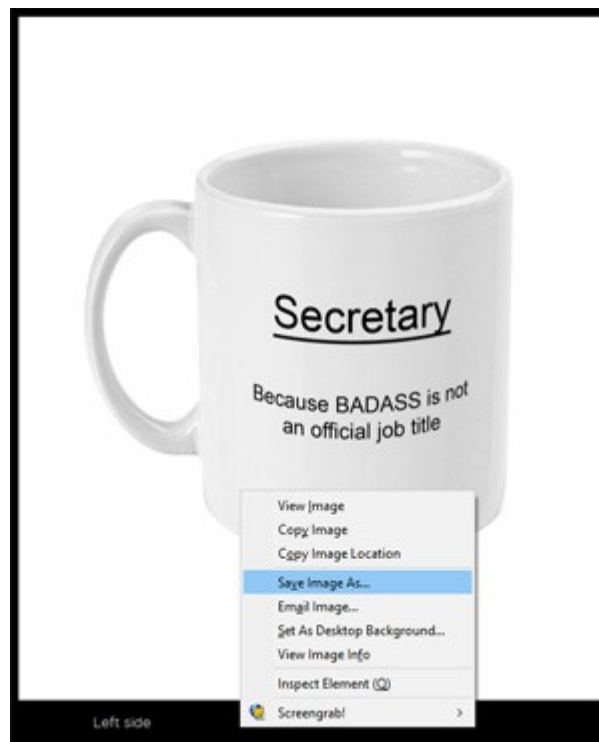 Secretary
Because BADASS is not
an official job title
View Image
Copy Image
Copy Image Location
Save Image As...
Email Image...
Set As Desktop Background...
View Image Info
Inspect Element (Q)
Screengrab!
Left side